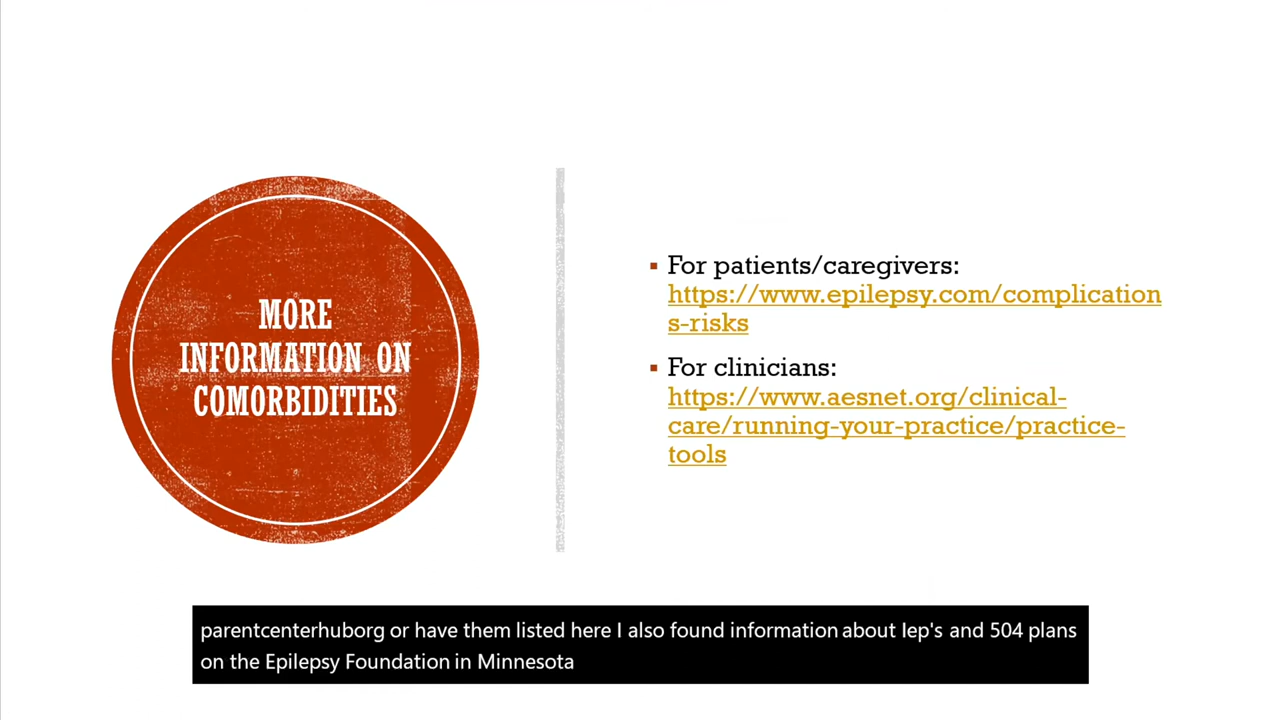 MORE
INFORMATION ON
COMORBIDITIES
▪ For patients/caregivers:
https://www.epilepsy.com/complication
s-risks
▪ For clinicians:
https://www.aesnet.org/clinical-
care/running-your-practice/practice-
tools
parentcenterhuborg or have them listed here I also found information about Iep's and 504 plans
on the Epilepsy Foundation in Minnesota